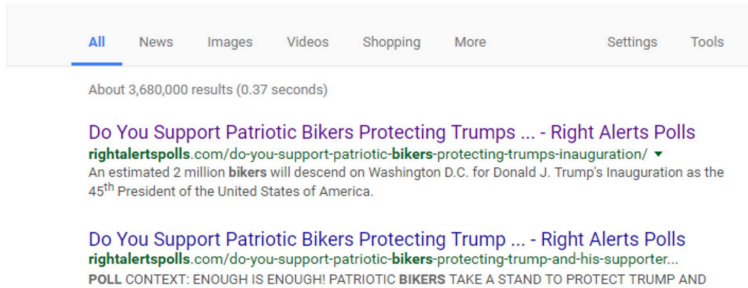 All News Images Videos Shopping More Settings Tools
About 3,680,000 results (0.37 seconds)
Do You Support Patriotic Bikers Protecting Trumps ... - Right Alerts Polls
rightalertspolls.com/do-you-support-patriotic-bikers-protecting-trumps-inauguration/
An estimated 2 million bikers will descend on Washington D.C. for Donald J. Trump's Inauguration as the
45th President of the United States of America.
Do You Support Patriotic Bikers Protecting Trump ... - Right Alerts Polls
rightalertspolls.com/do-you-support-patriotic-bikers-protecting-trump-and-his-supporter...
POLL CONTEXT: ENOUGH IS ENOUGH! PATRIOTIC BIKERS TAKE A STAND TO PROTECT TRUMP AND